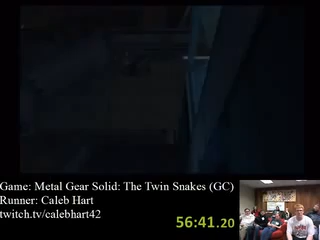 Game: Metal Gear Solid: The Twin Snakes (GC)
Runner: Caleb Hart
twitch.tv/calebhart42
56:41.20